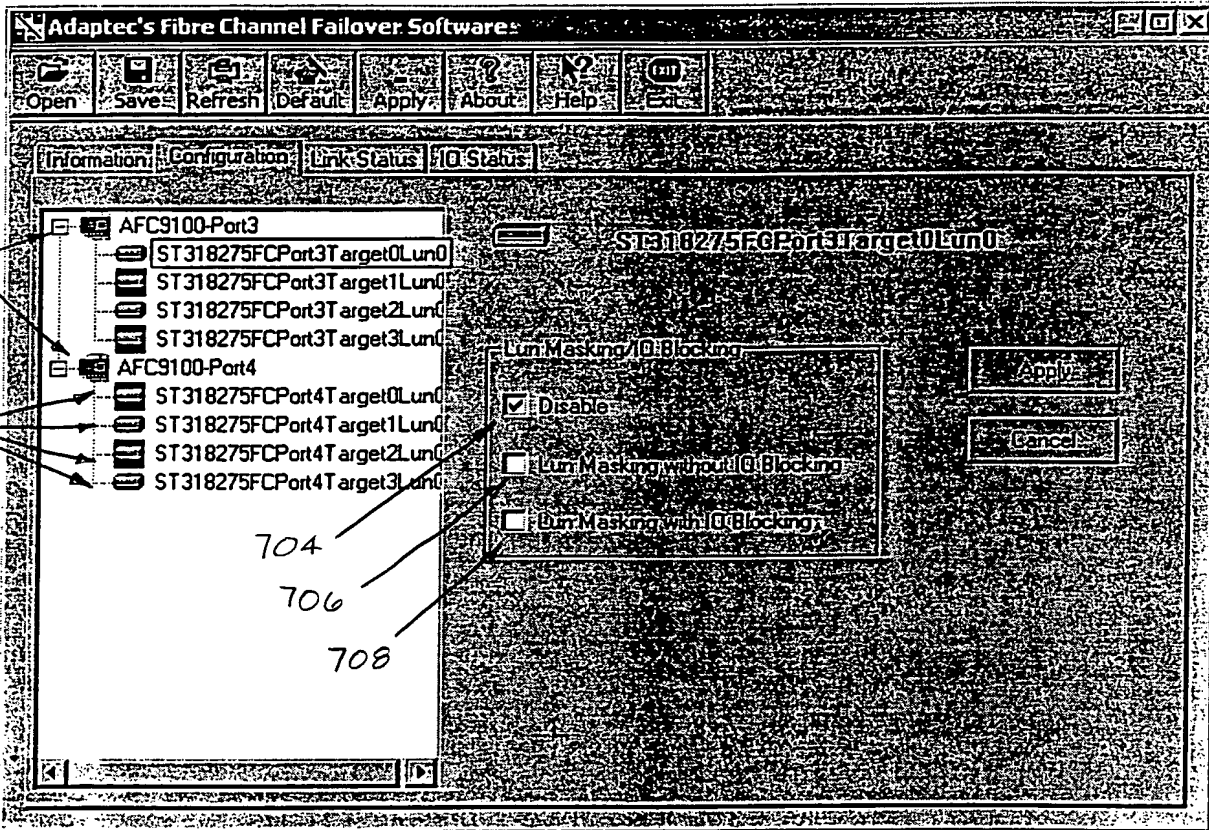 Adaptec's Fibre Channel Failover Software
Open Save Refresh Default Apply About Help Exit
Information Configuration Link Status IO Status
AFC9100-Port3
ST318275FCPort3Target0Lun0
ST318275FCPort3Target1Lun0
ST318275FCPort3Target2Lun0
ST318275FCPort3Target3Lun0
AFC9100-Port4
ST318275FCPort4Target0Lun0
ST318275FCPort4Target1Lun0
ST318275FCPort4Target2Lun0
ST318275FCPort4Target3Lun0
ST318275FCPort3Target0Lun0
Lun Masking/IO Blocking
Disable
Lun Masking without IO Blocking
Lun Masking with IO Blocking
Apply
Cancel
704
706
708